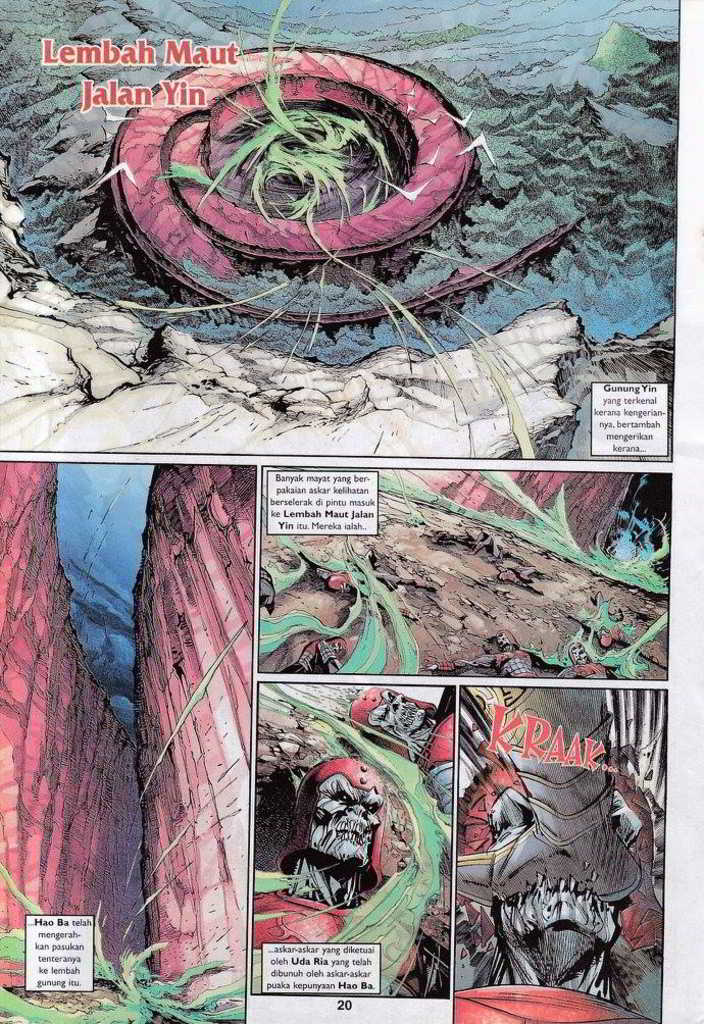 Lembah Maut
Jalan Yin
Gunung Yin
yang terkenal
kerana kengerian-
nya, bertambah
mengerikan
kerana...
...Hao Ba telah
mengerah-
kan pasukan
tenteranya
ke lembah
gunung itu.
Banyak mayat yang ber-
pakaian askar kelihatan
berselerak di pintu masuk
ke Lembah Maut Jalan
Yin itu. Mereka ialah..
...askar-askar yang diketuai
oleh Uda Ria yang telah
dibunuh oleh askar-askar
puaka kepunyaan Hao Ba.
KRAAK...
20